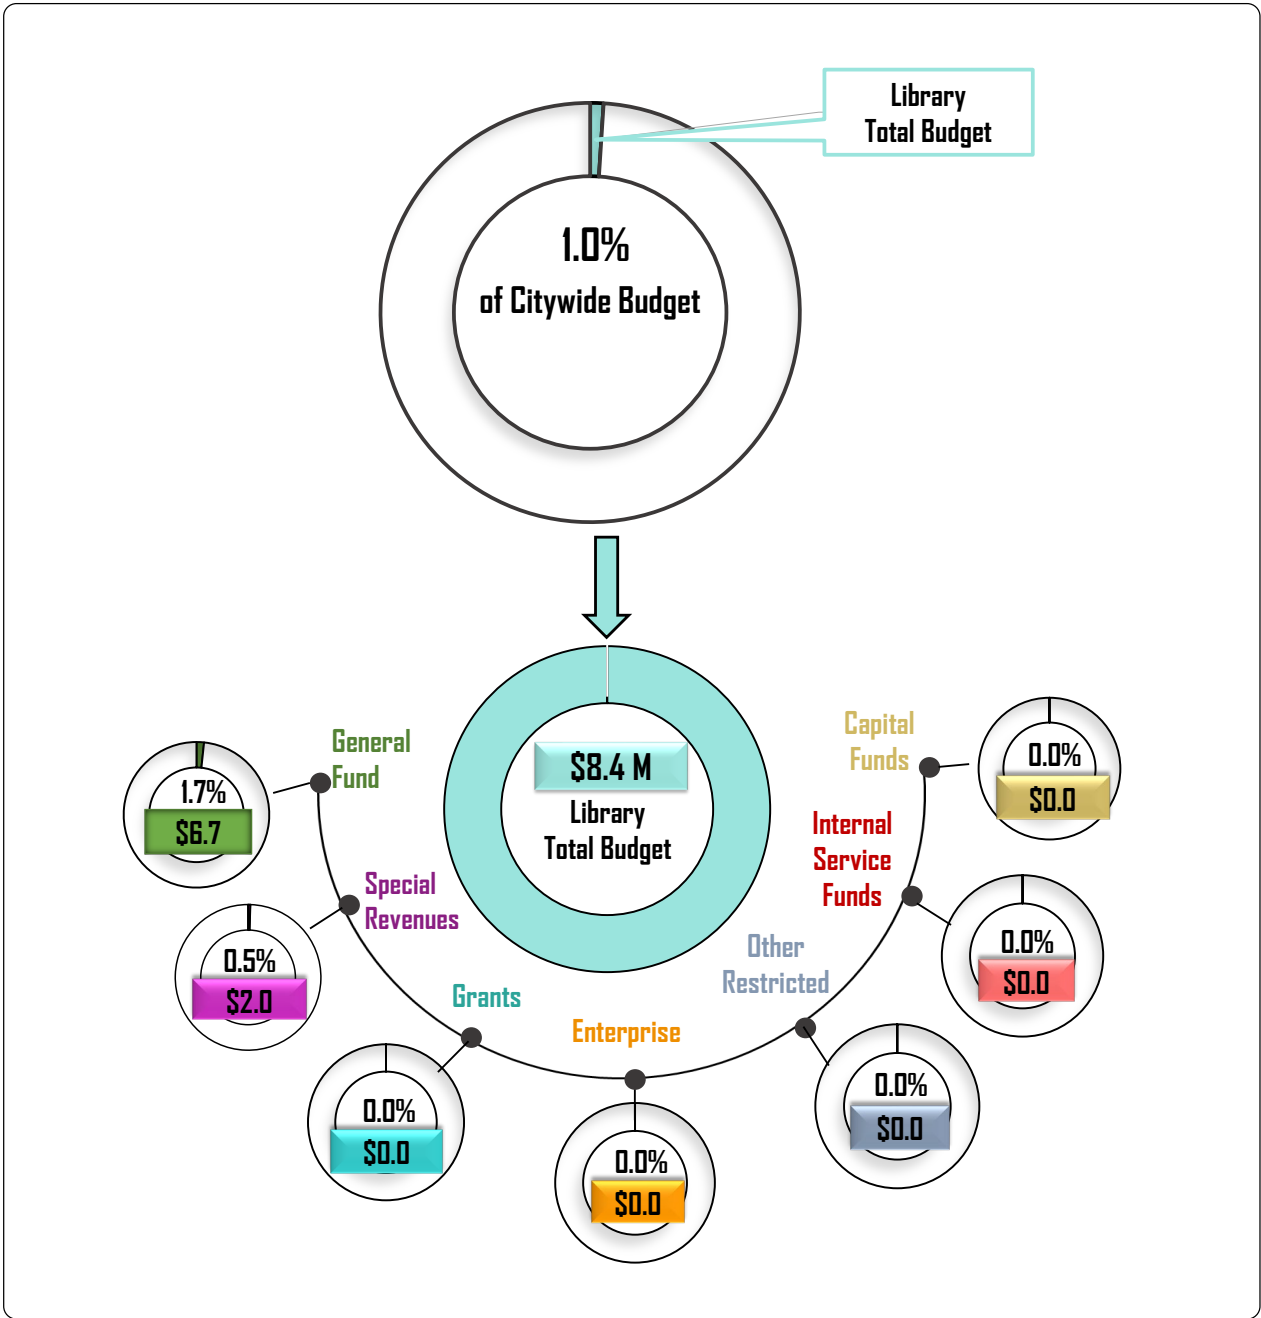 Library
Total Budget
1.0%
of Citywide Budget
$8.4 M
Library
Total Budget
General
Fund
1.7%
$6.7
Special
Revenues
0.5%
$2.0
Grants
0.0%
$0.0
Enterprise
0.0%
$0.0
Other
Restricted
0.0%
$0.0
Internal
Service
Funds
0.0%
$0.0
Capital
Funds
0.0%
$0.0